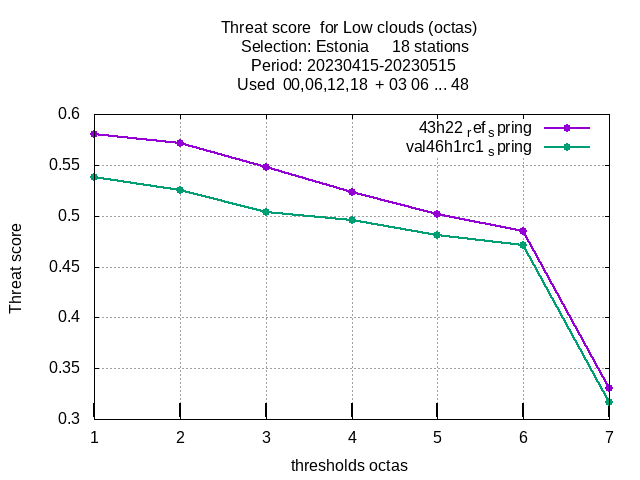 Threat score  for Low clouds (octas)
Selection: Estonia     18 stations
Period: 20230415-20230515
Used  00,06,12,18  + 03 06 ... 48
0.6
0.55
0.5
0.45
0.4
0.35
0.3
Threat score
43h22 ref spring
val46h1rc1 spring
1 2 3 4 5 6 7
thresholds octas